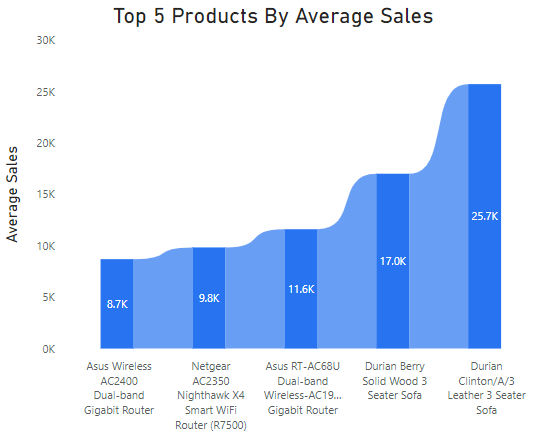 Top 5 Products By Average Sales
30K
25K
20K
15K
10K
5K
0K
Average Sales
8.7K
9.8K
11.6K
17.0K
25.7K
Asus Wireless
AC2400
Dual-band
Gigabit Router
Netgear
AC2350
Nighthawk X4
Smart WiFi
Router (R7500)
Asus RT-AC68U
Dual-band
Wireless-AC19...
Gigabit Router
Durian Berry
Solid Wood 3
Seater Sofa
Durian
Clinton/A/3
Leather 3 Seater
Sofa